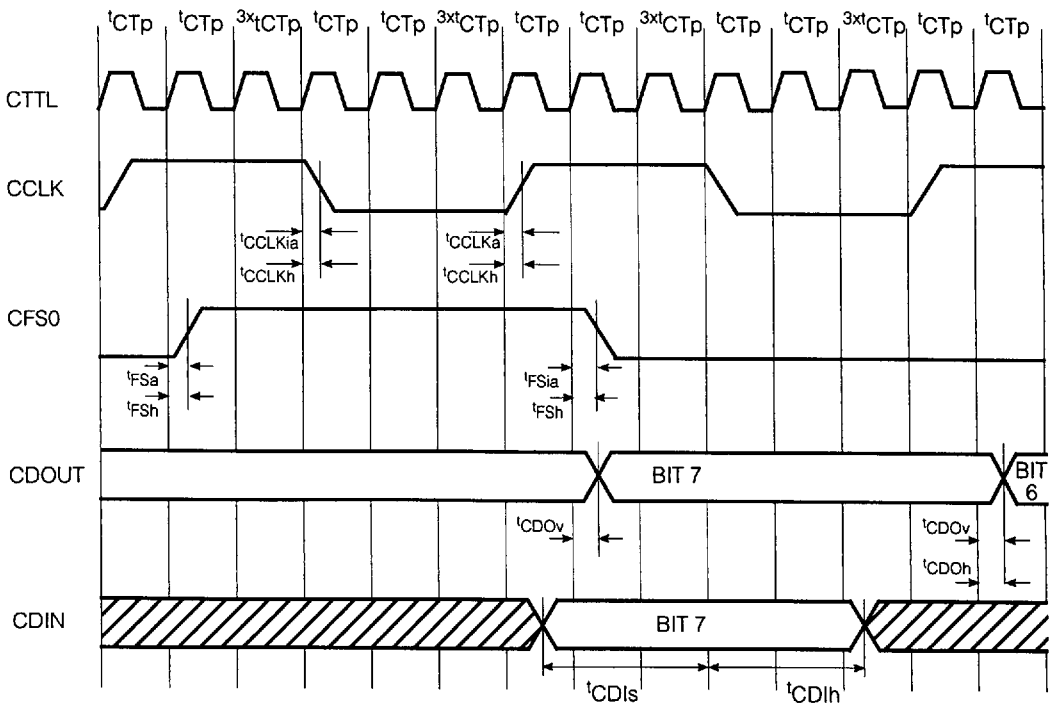 tCTp tCTp 3xtCTp tCTp tCTp 3xtCTp tCTp tCTp 3xtCTp tCTp tCTp 3xtCTp tCTp tCTp
CTTL
CCLK
tCCLKia tCCLKa
tCCLKh tCCLKh
CFS0
tFSa tFSia
tFSh tFSh
CDOUT BIT 7 BIT
6
tCDOv tCDOv
tCDOh
CDIN BIT 7
tCDIs tCDIh